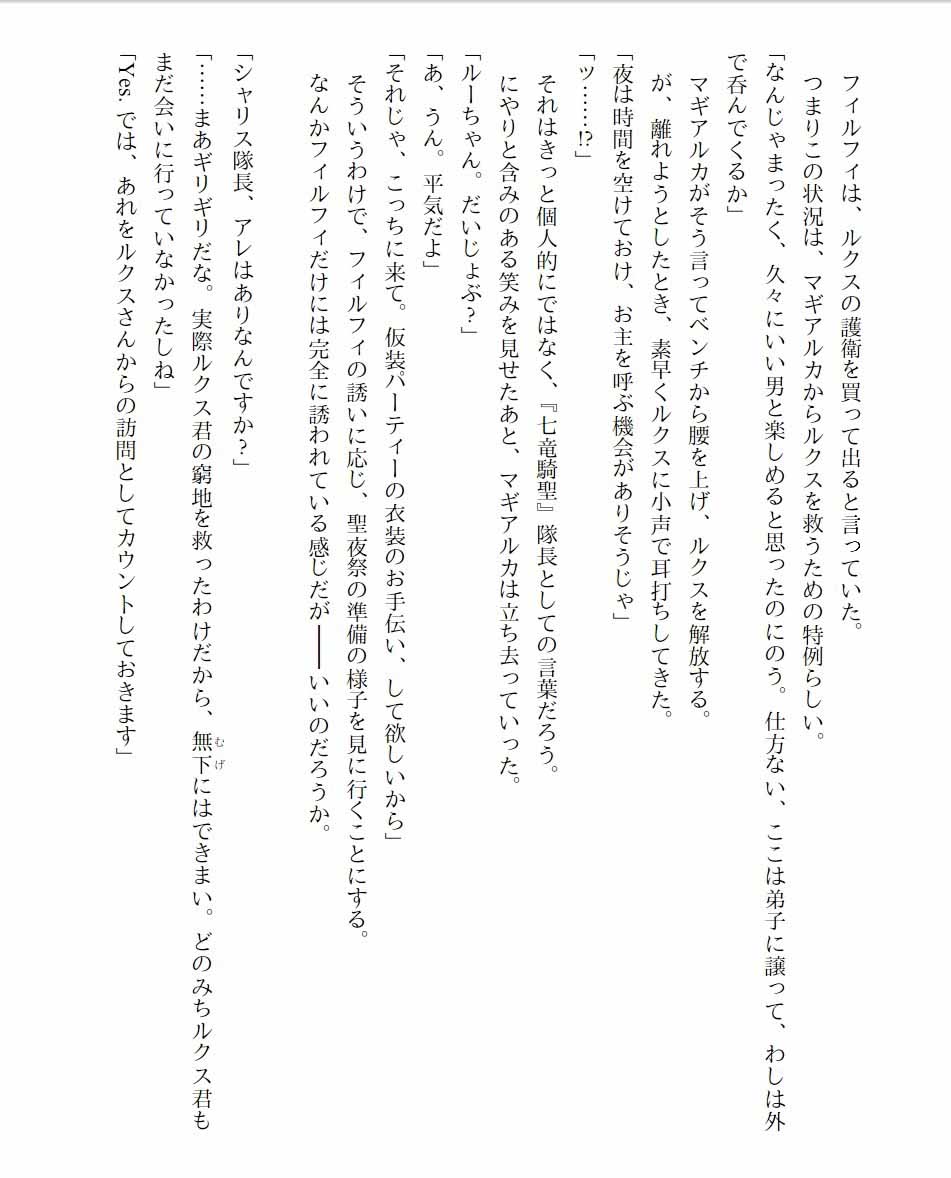 フィルフィは、ルクスの護衛を買って出ると言っていた。
つまりこの状況は、マギアルカからルクスを救うための特例らしい。
「なんじゃまったく、久々にいい男と楽しめると思ったのにのう。仕方ない、ここは弟子に譲って、わしは外
で呑んでくるか」
マギアルカがそう言ってベンチから腰を上げ、ルクスを解放する。
が、離れようとしたとき、素早くルクスに小声で耳打ちしてきた。
「夜は時間を空けておけ、お主を呼ぶ機会がありそうじゃ」
「ッ……!?」
それはきっと個人的にではなく、『七竜騎聖』隊長としての言葉だろう。
にやりと含みのある笑みを見せたあと、マギアルカは立ち去っていった。
「ルーちゃん。だいじょぶ?」
「あ、うん。平気だよ」
「それじゃ、こっちに来て。仮装パーティーの衣装のお手伝い、して欲しいから」
そういうわけで、フィルフィの誘いに応じ、聖夜祭の準備の様子を見に行くことにする。
なんかフィルフィだけには完全に誘われている感じだが――いいのだろうか。
「シャリス隊長、アレはありなんですか?」
「……まあギリギリだな。実際ルクス君の窮地を救ったわけだから、無下にはできまい。どのみちルクス君も
まだ会いに行っていなかったしね」
「Yes. では、あれをルクスさんからの訪問としてカウントしておきます」
むげ